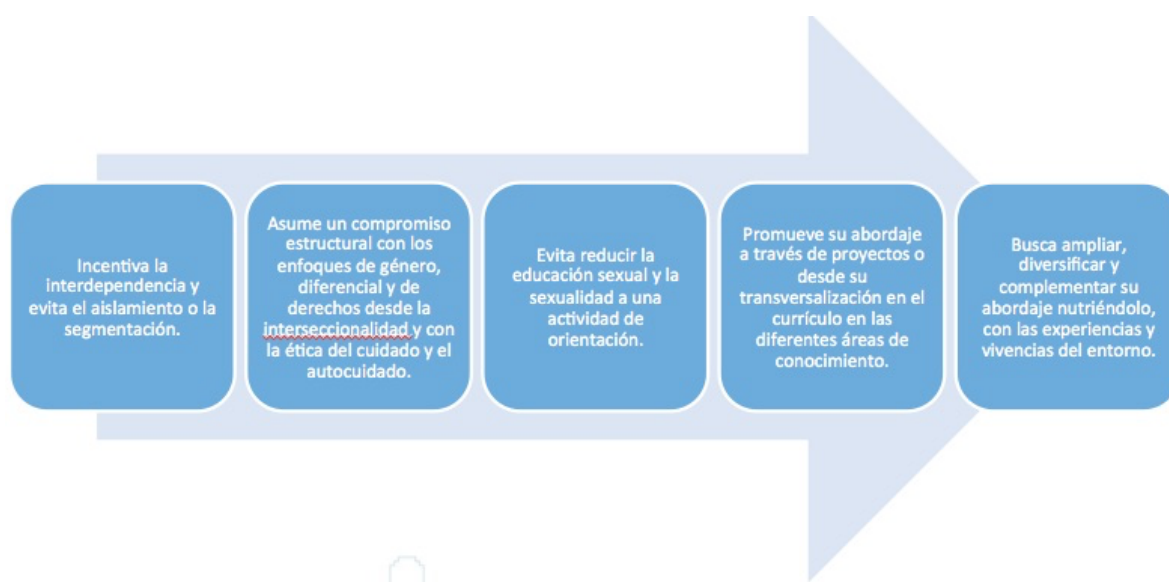 Incentiva la
interdependencia y
evita el aislamiento o la
segmentación.
Asume un compromiso
estructural con los
enfoques de género,
diferencial y de
derechos desde la
interseccionalidad y con
la ética del cuidado y el
autocuidado.
Evita reducir la
educación sexual y la
sexualidad a una
actividad de
orientación.
Promueve su abordaje
a través de proyectos o
desde su
transversalización en el
currículo en las
diferentes áreas de
conocimiento.
Busca ampliar,
diversificar y
complementar su
abordaje nutriéndolo,
con las experiencias y
vivencias del entorno.